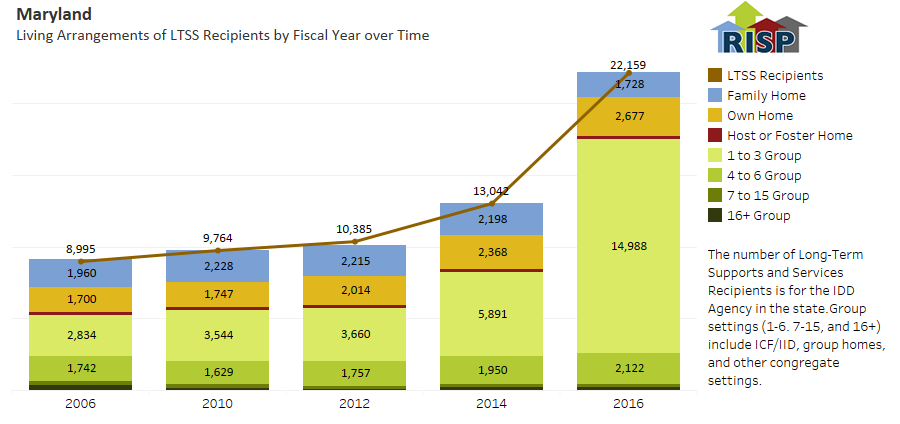 Maryland
Living Arrangements of LTSS Recipients by Fiscal Year over Time
RISP
LTSS Recipients
Family Home
Own Home
Host or Foster Home
1 to 3 Group
4 to 6 Group
7 to 15 Group
16+ Group
The number of Long-Term
Supports and Services
Recipients is for the IDD
Agency in the state.Group
settings (1-6. 7-15, and 16+)
include ICF/IID, group homes,
and other congregate
settings.
8,995
1,960
1,700
2,834
1,742
2006
9,764
2,228
1,747
3,544
1,629
2010
10,385
2,215
2,014
3,660
1,757
2012
13,042
2,198
2,368
5,891
1,950
2014
22,159
1,728
2,677
14,988
2,122
2016